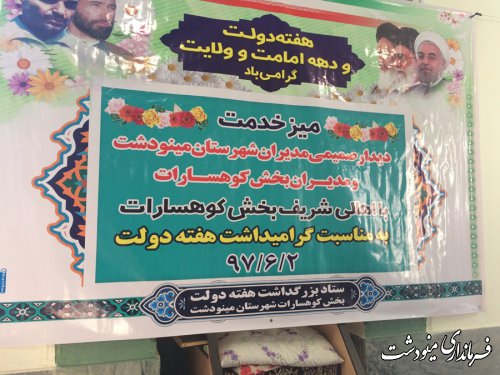 هفته دولت
و دهه امامت و ولایت
گرامی باد
میز خدمت
دیدار صمیمی مدیران شهرستان مینودشت
و مدیران بخش کوهسارات
با اهالی شریف بخش کوهسارات
به مناسبت گرامیداشت هفته دولت
۹۷/۶/۲
ستاد بزرگداشت هفته دولت
بخش کوهسارات شهرستان مینودشت
فرمانداری مینودشت